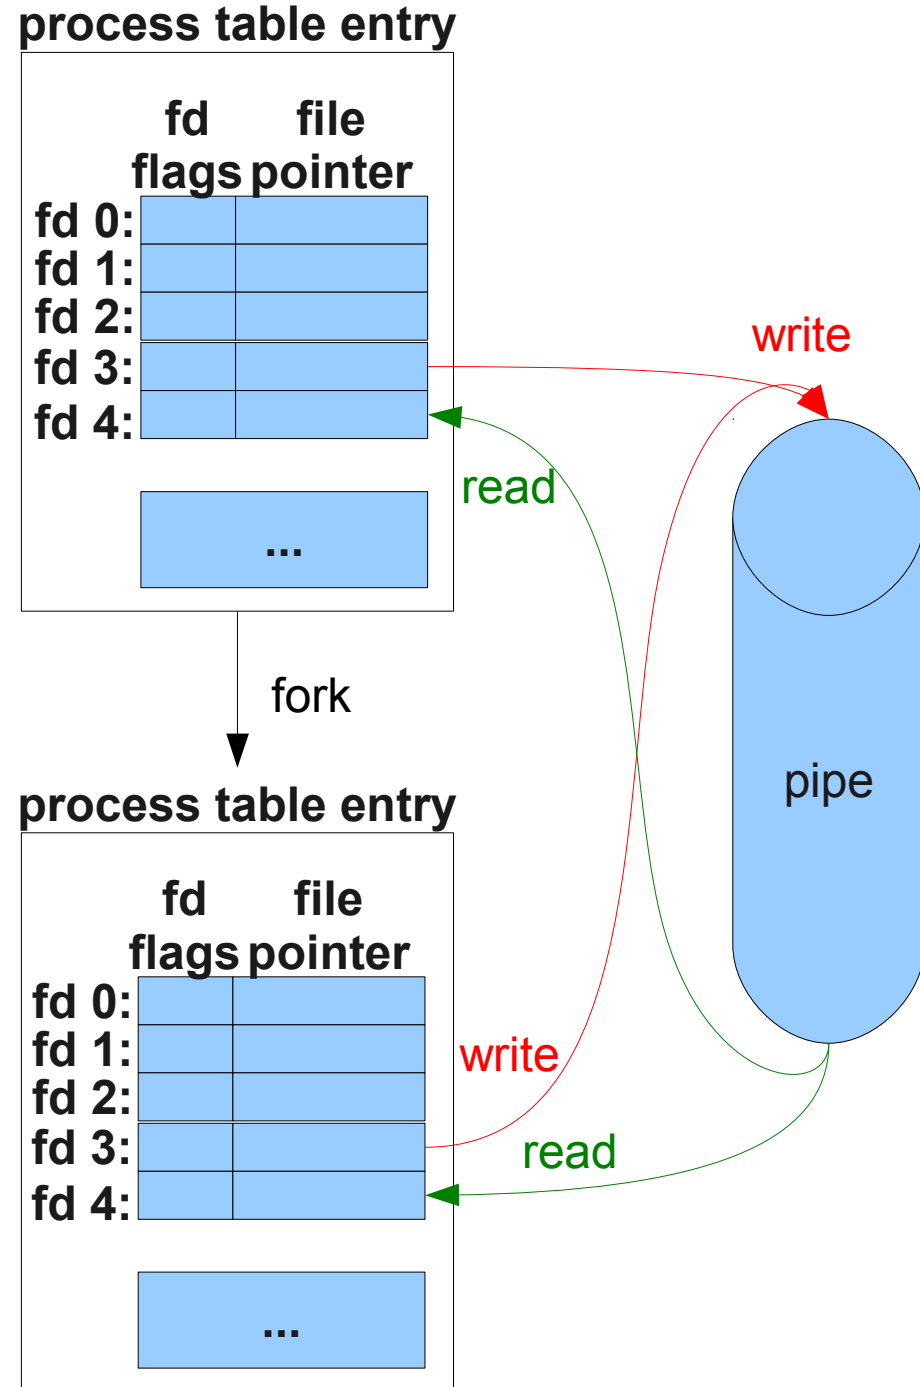 process table entry
fd file
flags pointer
fd 0:
fd 1:
fd 2:
fd 3:
fd 4:
...
write
read
fork
pipe
process table entry
fd file
flags pointer
fd 0:
fd 1:
fd 2:
fd 3:
fd 4:
...
write
read